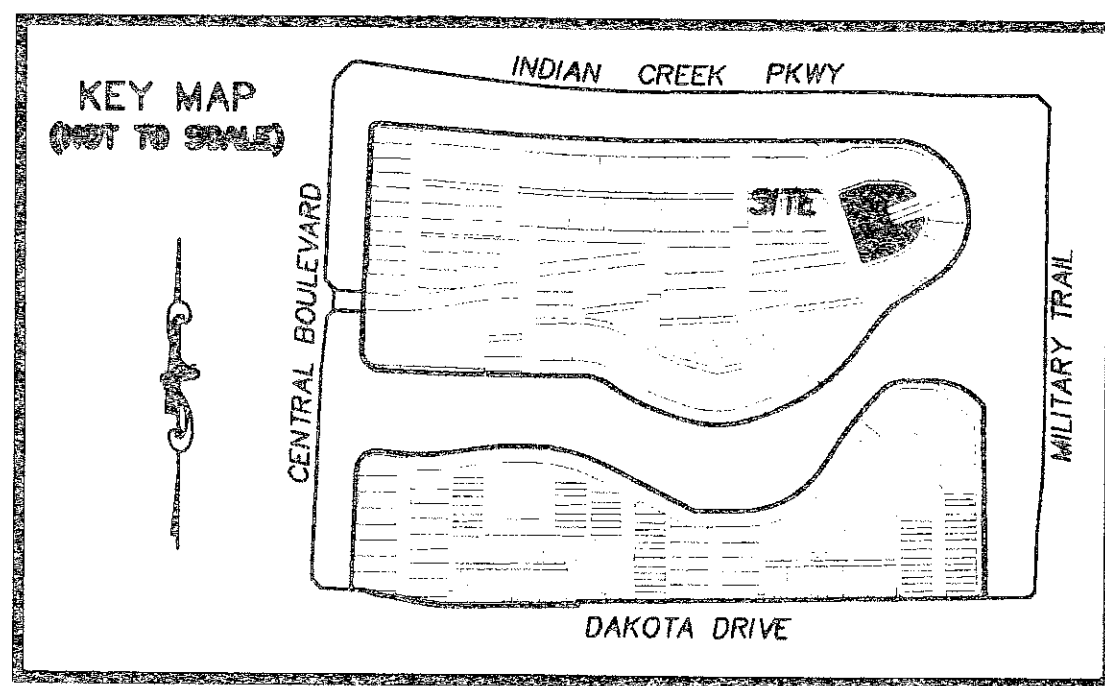 INDIAN CREEK PKWY
KEY MAP
(NOT TO SCALE)
SITE
CENTRAL BOULEVARD
MILITARY TRAIL
DAKOTA DRIVE